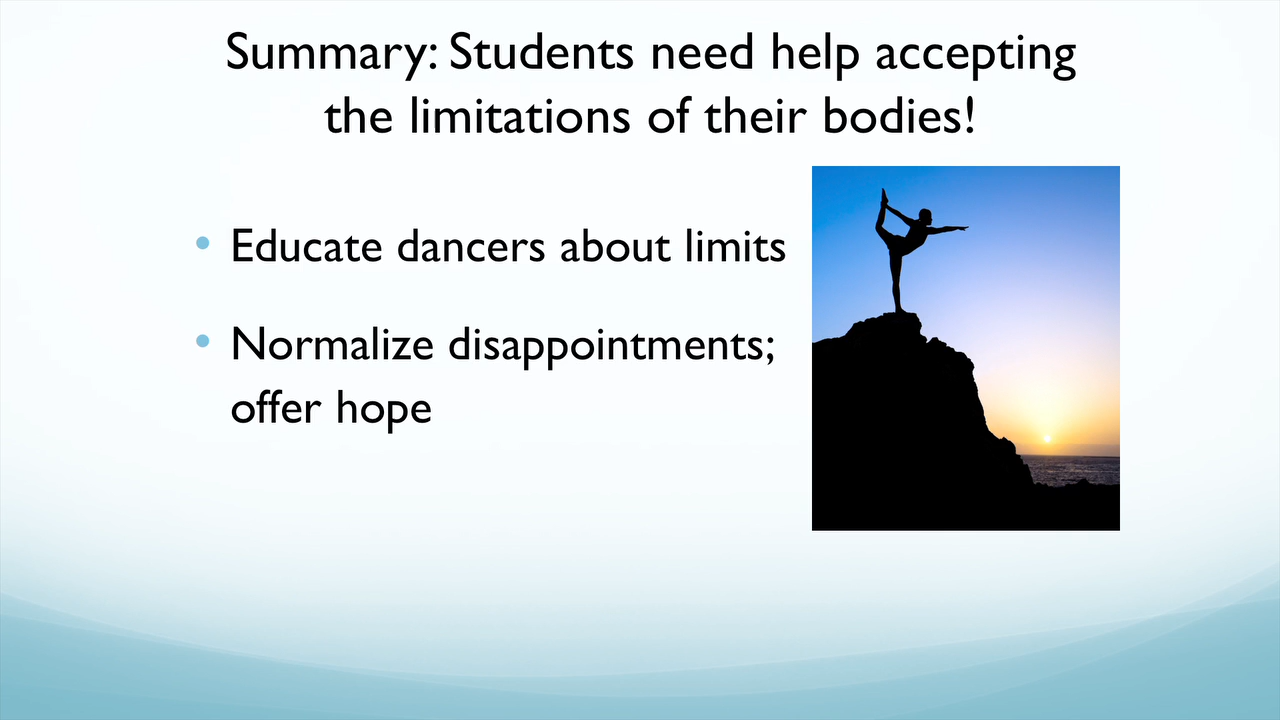 Summary: Students need help accepting
the limitations of their bodies!
• Educate dancers about limits
• Normalize disappointments;
offer hope